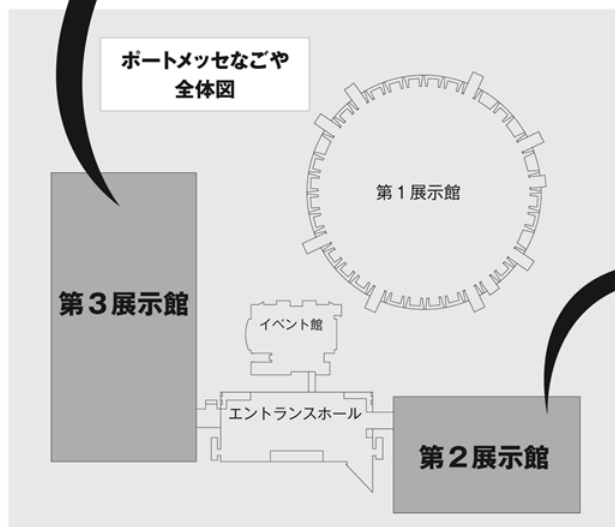 ポートメッセなごや
全体図
第1展示館
第3展示館
イベント館
エントランスホール
第2展示館